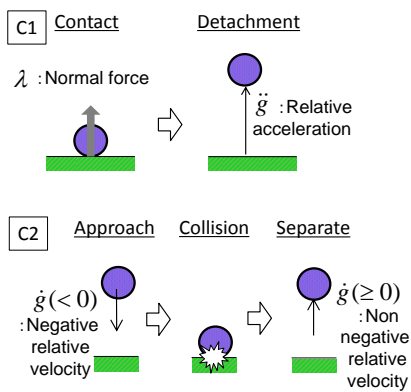 C1 Contact Detachment
λ : Normal force
g̈ : Relative
acceleration
C2 Approach Collision Separate
ġ(< 0)
:Negative
relative
velocity
ġ(≥ 0)
:Non
negative
relative
velocity